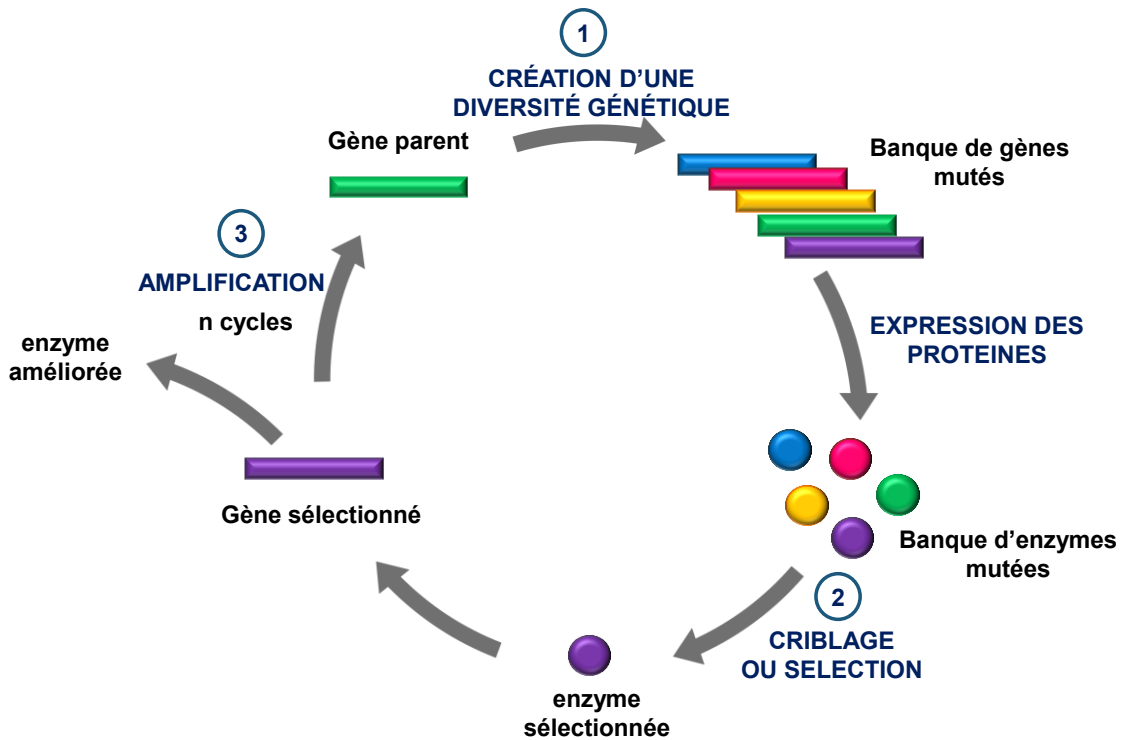 1
CRÉATION D’UNE
DIVERSITÉ GÉNÉTIQUE
Gène parent
Banque de gènes
mutés
EXPRESSION DES
PROTEINES
Banque d’enzymes
mutées
2
CRIBLAGE
OU SELECTION
enzyme
sélectionnée
Gène sélectionné
3
AMPLIFICATION
n cycles
enzyme
améliorée